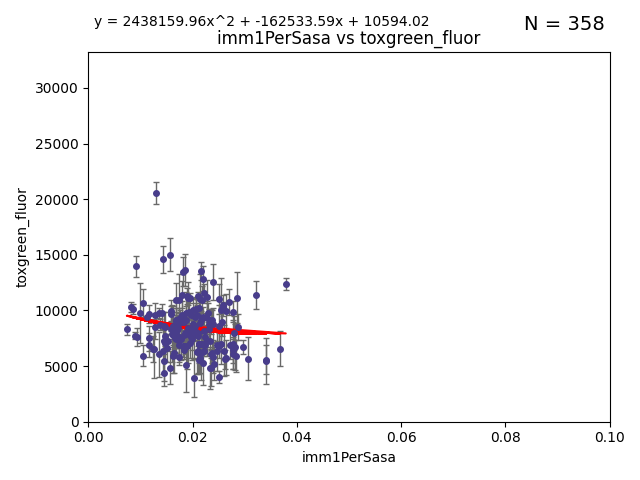 y = 2438159.96x^2 + -162533.59x + 10594.02
N = 358
imm1PerSasa vs toxgreen_fluor
30000
25000
20000
15000
10000
5000
0
toxgreen_fluor
0.00 0.02 0.04 0.06 0.08 0.10
imm1PerSasa